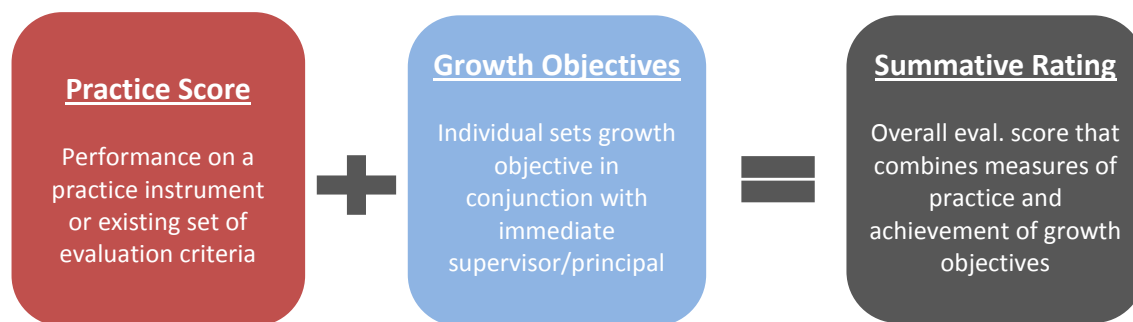 Practice Score
Performance on a
practice instrument
or existing set of
evaluation criteria
Growth Objectives
Individual sets growth
objective in
conjunction with
immediate
supervisor/principal
Summative Rating
Overall eval. score that
combines measures of
practice and
achievement of growth
objectives